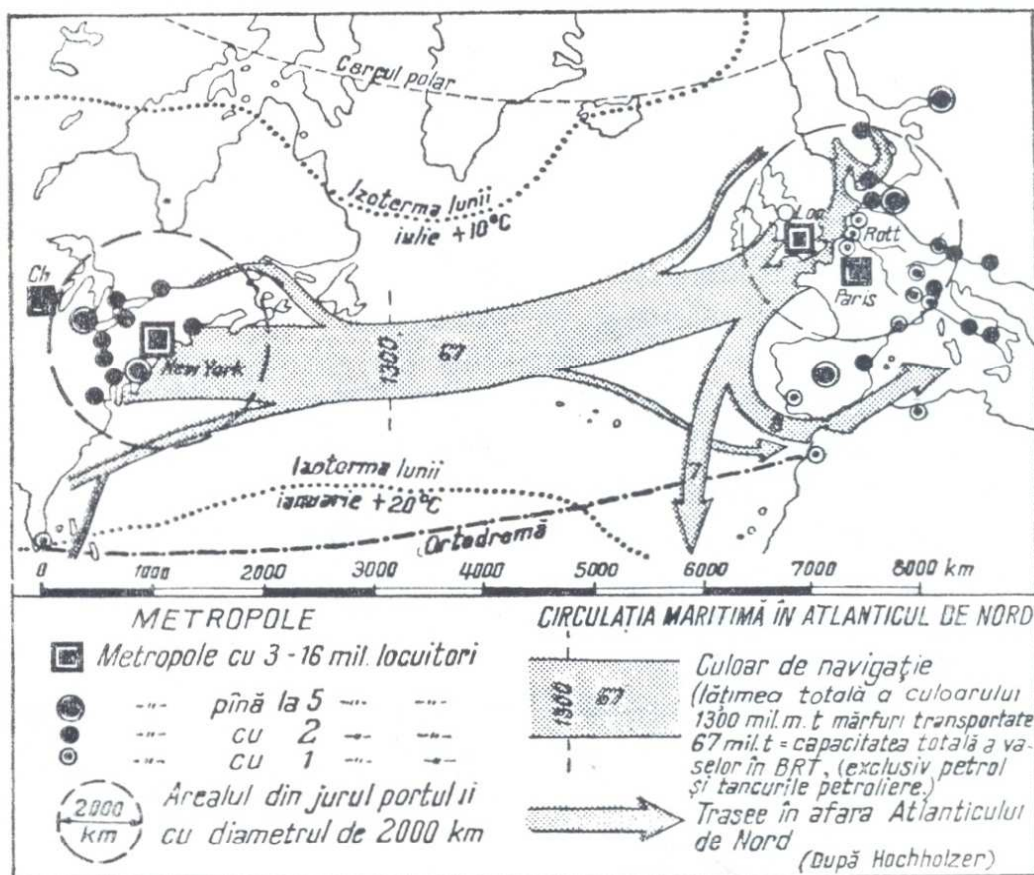 Cercul polar
Izoterma lunii
iulie +10°C
Ch
Lon
Rott
Paris
New York
1300
67
8
7
Izoterma lunii
ianuarie +20°C
Ortodromă
0 1000 2000 3000 4000 5000 6000 7000 8000 km
METROPOLE
Metropole cu 3-16 mil. locuitori
-"- pînă la 5 -"- -"-
-"- cu 2 -"- -"-
-"- cu 1 -"- -"-
2000
km
Arealul din jurul portului
cu diametrul de 2000 km
CIRCULAȚIA MARITIMĂ ÎN ATLANTICUL DE NORD
1300
67
Culoar de navigație
(lățimea totală a culoarului
1300 mil.m.t mărfuri transportate
67 mil.t = capacitatea totală a va-
selor în BRT, (exclusiv petrol
și tancurile petroliere.)
Trasee în afara Atlanticului
de Nord
(După Hochholzer)